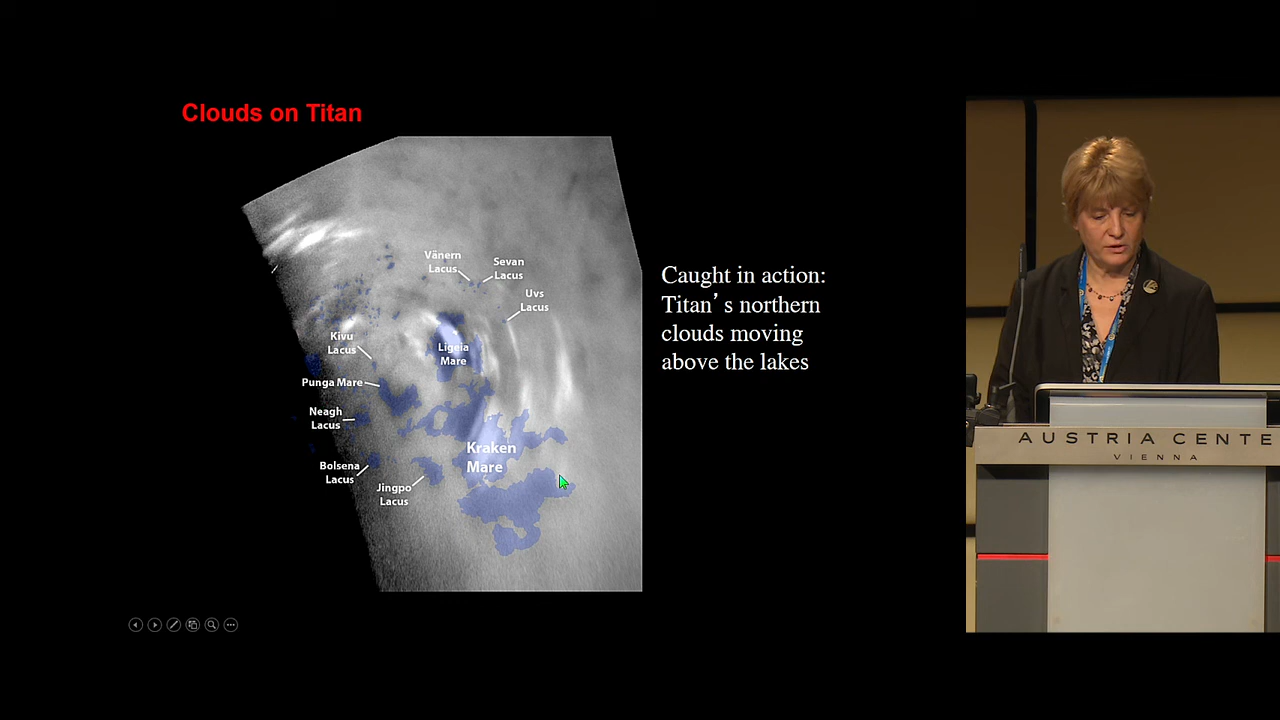 Clouds on Titan
Vänern
Lacus
Sevan
Lacus
Uvs
Lacus
Kivu
Lacus
Ligeia
Mare
Punga Mare
Neagh
Lacus
Kraken
Mare
Bolsena
Lacus
Jingpo
Lacus
Caught in action:
Titan’s northern
clouds moving
above the lakes
AUSTRIA CENTE
VIENNA